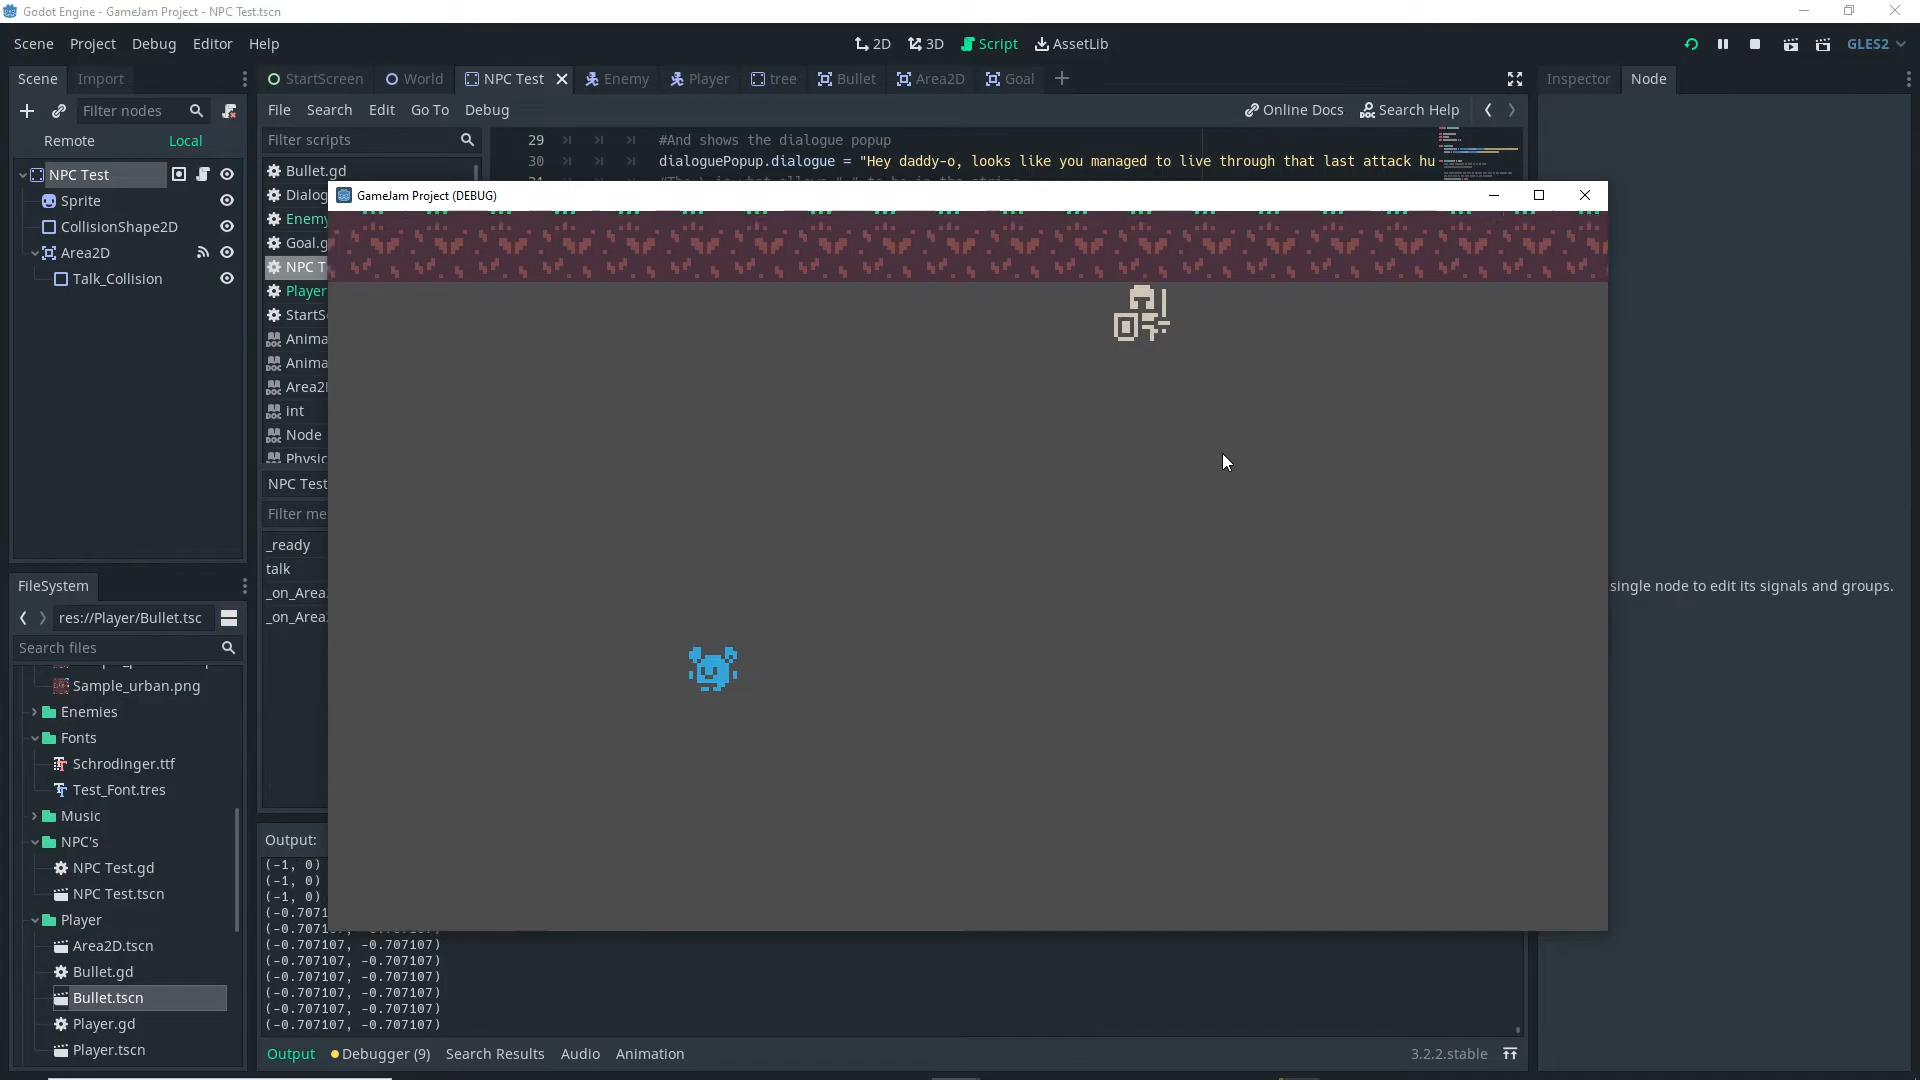 Godot Engine - GameJam Project - NPC Test.tscn
Scene Project Debug Editor Help
2D 3D Script AssetLib
GLES2
Scene Import
StartScreen World NPC Test Enemy Player tree Bullet Area2D Goal
Inspector Node
Filter nodes
File Search Edit Go To Debug
Online Docs Search Help
Remote Local
Filter scripts
29 #And shows the dialogue popup
30 dialoguePopup.dialogue = "Hey daddy-o, looks like you managed to live through that last attack hu
NPC Test
Sprite
CollisionShape2D
Area2D
Talk_Collision
Bullet.gd
Dialog
Enemy
Goal.g
NPC T
Player
StartS
Anima
Anima
Area2
int
Node
Physic
NPC Test
Filter me
_ready
talk
_on_Area
_on_Area
GameJam Project (DEBUG)
single node to edit its signals and groups.
FileSystem
res://Player/Bullet.tsc
Search files
Sample_urban.png
Enemies
Fonts
Schrodinger.ttf
Test_Font.tres
Music
NPC's
NPC Test.gd
NPC Test.tscn
Player
Area2D.tscn
Bullet.gd
Bullet.tscn
Player.gd
Player.tscn
Output:
(-1, 0)
(-1, 0)
(-1, 0)
(-0.7071
(-0.707107, -0.707107)
(-0.707107, -0.707107)
(-0.707107, -0.707107)
(-0.707107, -0.707107)
(-0.707107, -0.707107)
(-0.707107, -0.707107)
(-0.707107, -0.707107)
Output Debugger (9) Search Results Audio Animation
3.2.2.stable